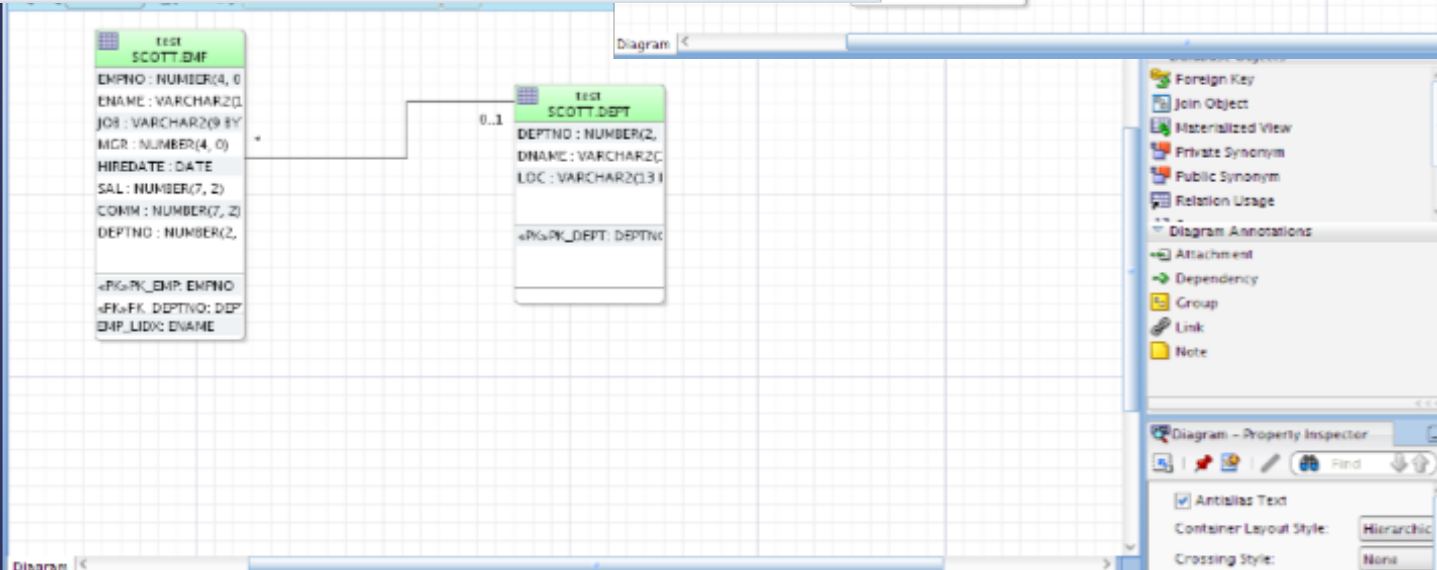 test
SCOTT.EMP
EMPNO : NUMBER(4, 0
ENAME : VARCHAR2(1
JOB : VARCHAR2(9 BY
MGR : NUMBER(4, 0)
HIREDATE : DATE
SAL : NUMBER(7, 2)
COMM : NUMBER(7, 2)
DEPTNO : NUMBER(2,
«PK»PK_EMP: EMPNO
«FK»FK_DEPTNO: DEP
EMP_LIDX: ENAME
*
0..1
test
SCOTT.DEPT
DEPTNO : NUMBER(2,
DNAME : VARCHAR2(
LOC : VARCHAR2(13
«PK»PK_DEPT: DEPTNO
Diagram
Diagram
Foreign Key
Join Object
Materialized View
Private Synonym
Public Synonym
Relation Usage
Diagram Annotations
Attachment
Dependency
Group
Link
Note
Diagram - Property Inspector
Find
Antialias Text
Container Layout Style:
Hierarchic
Crossing Style:
None